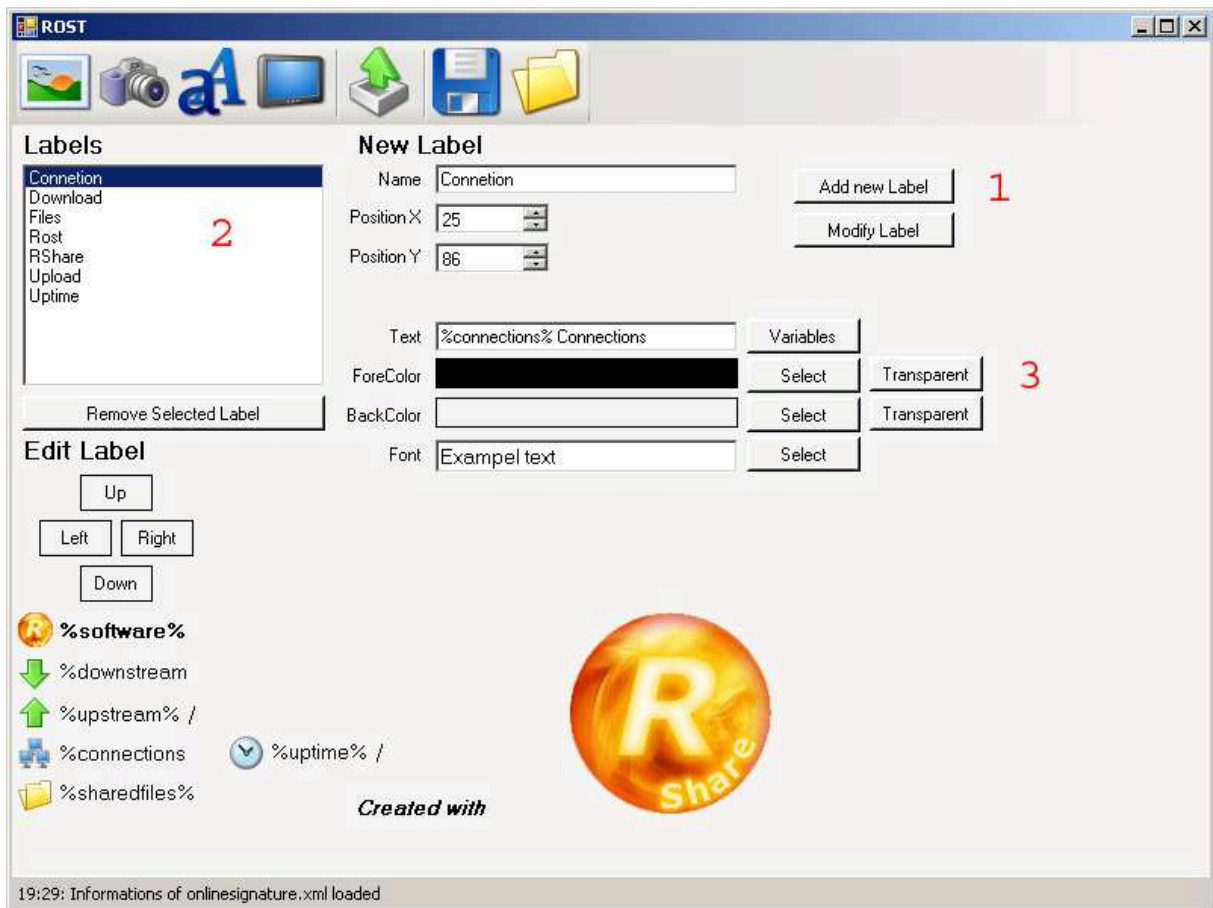 ROST
Labels
Connetion
Download
Files
Rost
RShare
Upload
Uptime
2
Remove Selected Label
New Label
Name Connetion
Position X 25
Position Y 86
Add new Label
Modify Label
1
Text %connections% Connections Variables
ForeColor Select Transparent
BackColor Select Transparent
Font Exampel text Select
3
Edit Label
Up
Left Right
Down
R %software%
%downstream
%upstream% /
%connections %uptime% /
%sharedfiles%
Created with
R
Share
19:29: Informations of onlinesignature.xml loaded